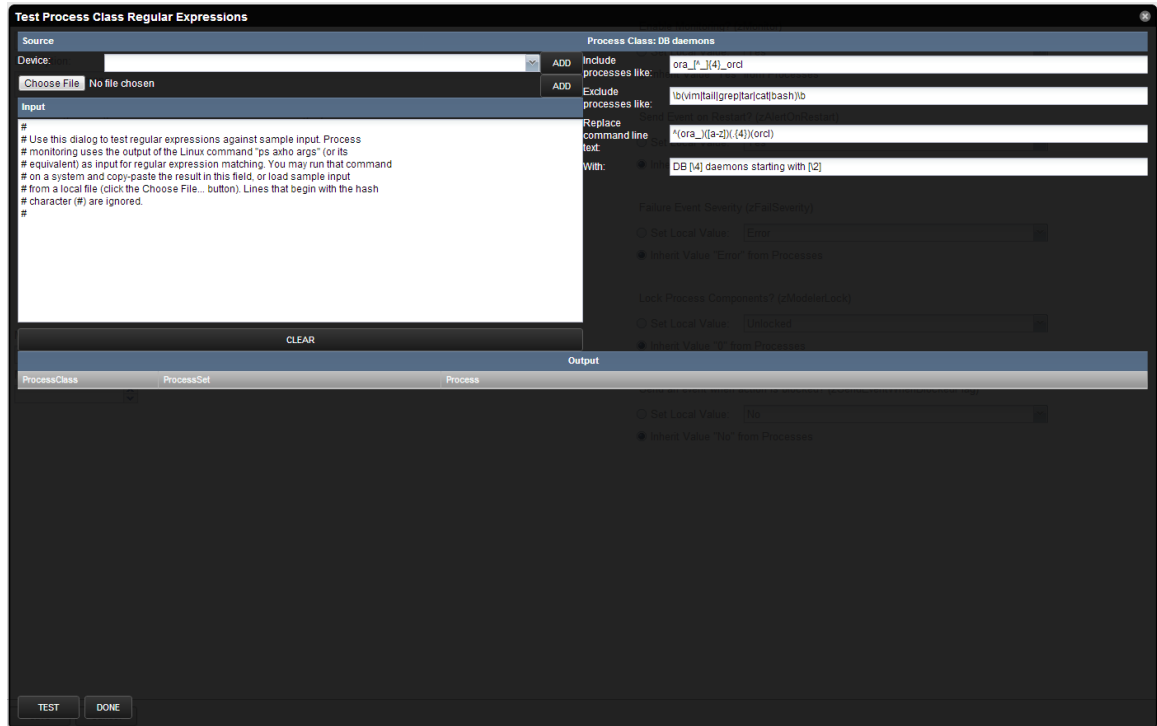 Test Process Class Regular Expressions
Source
Device:
ADD
Choose File No file chosen
ADD
Input
#
# Use this dialog to test regular expressions against sample input. Process
# monitoring uses the output of the Linux command "ps axho args" (or its
# equivalent) as input for regular expression matching. You may run that command
# on a system and copy-paste the result in this field, or load sample input
# from a local file (click the Choose File... button). Lines that begin with the hash
# character (#) are ignored.
#
CLEAR
Process Class: DB daemons
Include
processes like:
ora_[^_]{4}_orcl
Exclude
processes like:
\b(vim|tail|grep|tar|cat|bash)\b
Replace
command line
text:
^(ora_)([a-z])(.{4})(orcl)
With:
DB [\4] daemons starting with [\2]
Send Event on Restart? (zAlertOnRestart)
Failure Event Severity (zFailSeverity)
Set Local Value Error
Inherit Value "Error" from Processes
Lock Process Components? (zModelerLock)
Set Local Value Unlocked
Inherit Value "0" from Processes
Output
ProcessClass ProcessSet Process
Set Local Value No
Inherit Value "No" from Processes
TEST DONE